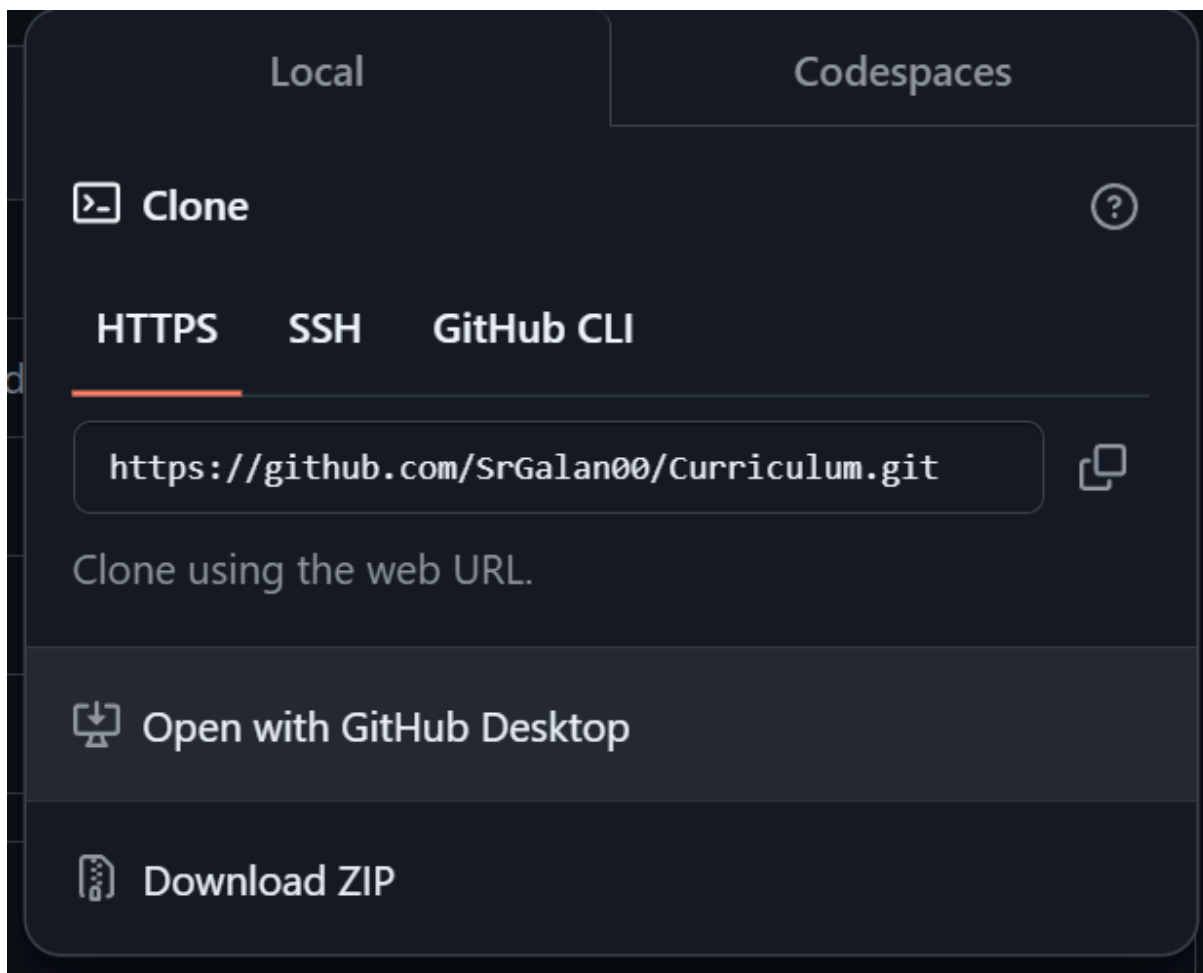 Local Codespaces
Clone
HTTPS SSH GitHub CLI
https://github.com/SrGalan00/Curriculum.git
Clone using the web URL.
Open with GitHub Desktop
Download ZIP